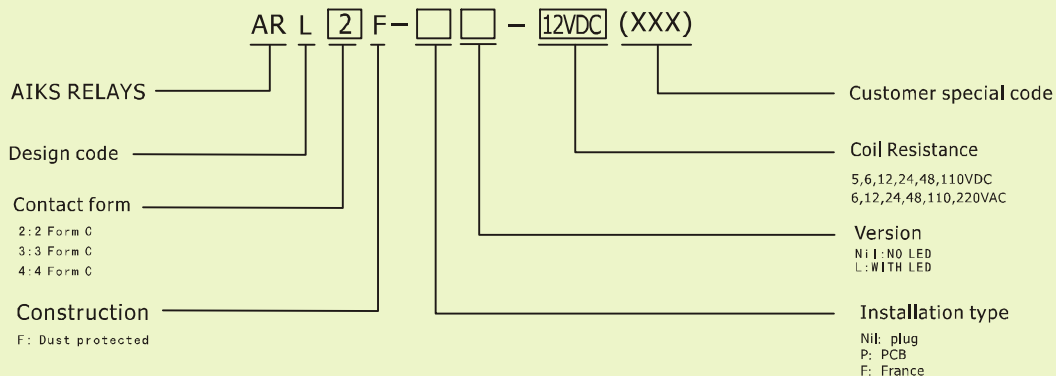 AR L 2 F- - 12VDC (XXX)
AIKS RELAYS
Design code
Contact form
2:2 Form C
3:3 Form C
4:4 Form C
Construction
F: Dust protected
Customer special code
Coil Resistance
5,6,12,24,48,110VDC
6,12,24,48,110,220VAC
Version
Nil:NO LED
L:WITH LED
Installation type
Nil: plug
P: PCB
F: France